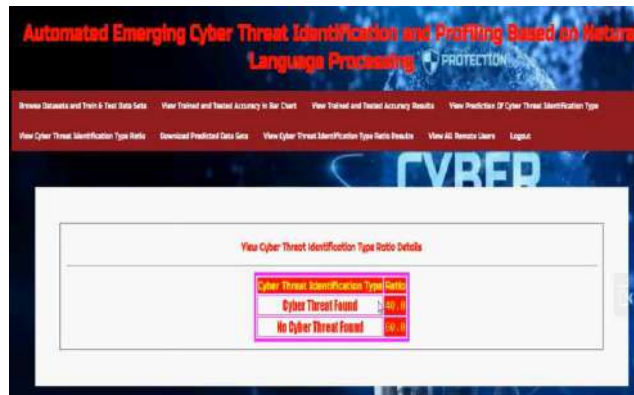 Automated Emerging Cyber Threat Identification and Profiling Based on Natural
Language Processing
PROTECTION
Browse Datasets and Train & Test Data Sets View Trained and Tested Accuracy in Bar Chart View Trained and Tested Accuracy Results View Prediction Of Cyber Threat Identification Type
View Cyber Threat Identification Type Ratio Download Predicted Data Sets View Cyber Threat Identification Type Ratio Results View All Remote Users Logout
CYBER
View Cyber Threat Identification Type Ratio Details
Cyber Threat Identification Type Ratio
Cyber Threat Found 40.0
No Cyber Threat Found 60.0